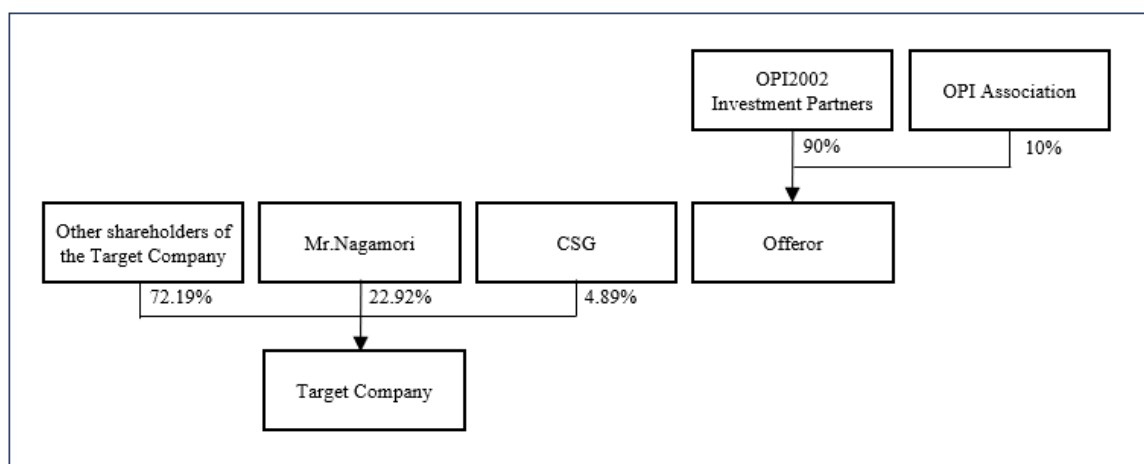 OPI2002
Investment Partners
OPI Association
90%
10%
Other shareholders of
the Target Company
Mr.Nagamori
CSG
Offeror
72.19%
22.92%
4.89%
Target Company